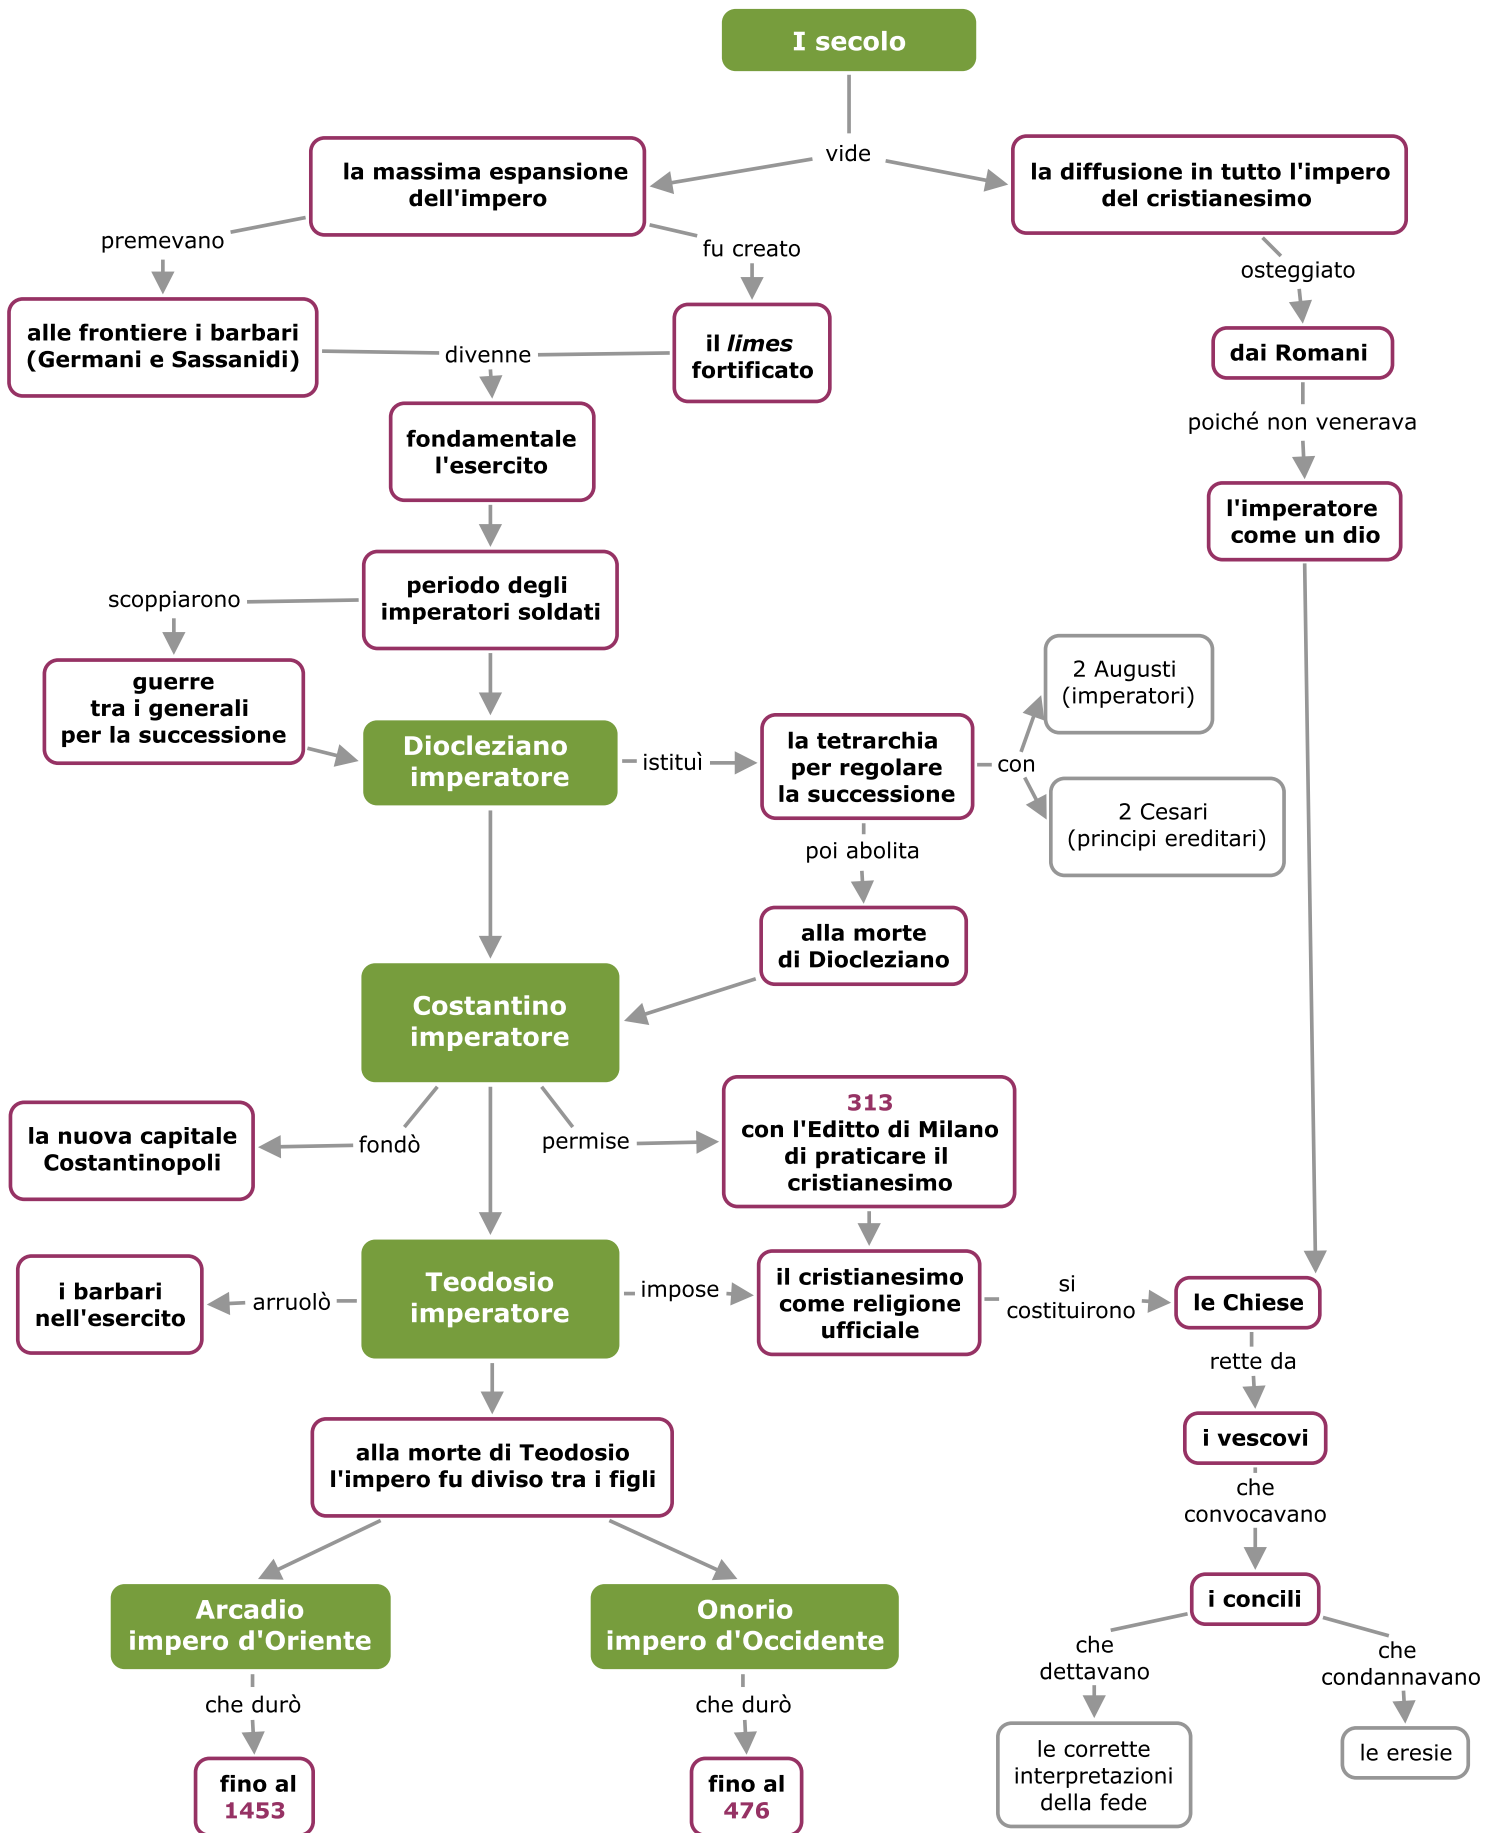 I secolo
vide
la massima espansione
dell'impero
la diffusione in tutto l'impero
del cristianesimo
premevano
fu creato
osteggiato
alle frontiere i barbari
(Germani e Sassanidi)
divenne
il limes
fortificato
dai Romani
poiché non venerava
fondamentale
l'esercito
l'imperatore
come un dio
periodo degli
imperatori soldati
scoppiarono
guerre
tra i generali
per la successione
Diocleziano
imperatore
istituì
la tetrarchia
per regolare
la successione
con
2 Augusti
(imperatori)
2 Cesari
(principi ereditari)
poi abolita
alla morte
di Diocleziano
Costantino
imperatore
fondò
la nuova capitale
Costantinopoli
permise
313
con l'Editto di Milano
di praticare il
cristianesimo
Teodosio
imperatore
arruolò
i barbari
nell'esercito
impose
il cristianesimo
come religione
ufficiale
si
costituirono
le Chiese
rette da
i vescovi
che
convocavano
i concili
che
dettavano
le corrette
interpretazioni
della fede
che
condannavano
le eresie
alla morte di Teodosio
l'impero fu diviso tra i figli
Arcadio
impero d'Oriente
che durò
fino al
1453
Onorio
impero d'Occidente
che durò
fino al
476